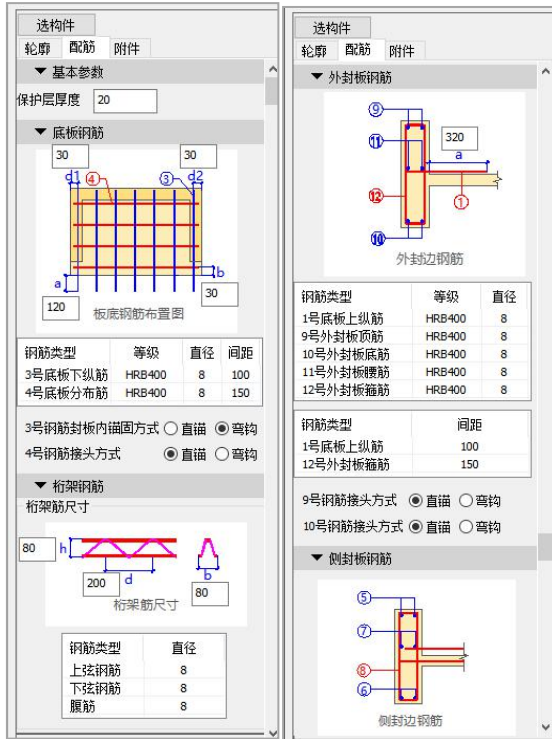 选构件
轮廓 配筋 附件
▼ 基本参数
保护层厚度 20
▼ 底板钢筋
30 30
d1 ④ ③ d2
a b
120 30
板底钢筋布置图
钢筋类型 等级 直径 间距
3号底板下纵筋 HRB400 8 100
4号底板分布筋 HRB400 8 150
3号钢筋封板内锚固方式 直锚 弯钩
4号钢筋接头方式 直锚 弯钩
▼ 桁架钢筋
桁架筋尺寸
80 h
200 d b
80
桁架筋尺寸
钢筋类型 直径
上弦钢筋 8
下弦钢筋 8
腹筋 8
选构件
轮廓 配筋 附件
▼ 外封板钢筋
⑨
⑪ 320
a
⑫ ①
⑩
外封边钢筋
钢筋类型 等级 直径
1号底板上纵筋 HRB400 8
9号外封板顶筋 HRB400 8
10号外封板底筋 HRB400 8
11号外封板腰筋 HRB400 8
12号外封板箍筋 HRB400 8
钢筋类型 间距
1号底板上纵筋 100
12号外封板箍筋 150
9号钢筋接头方式 直锚 弯钩
10号钢筋接头方式 直锚 弯钩
▼ 侧封板钢筋
⑤
⑦
⑧
⑥
侧封边钢筋